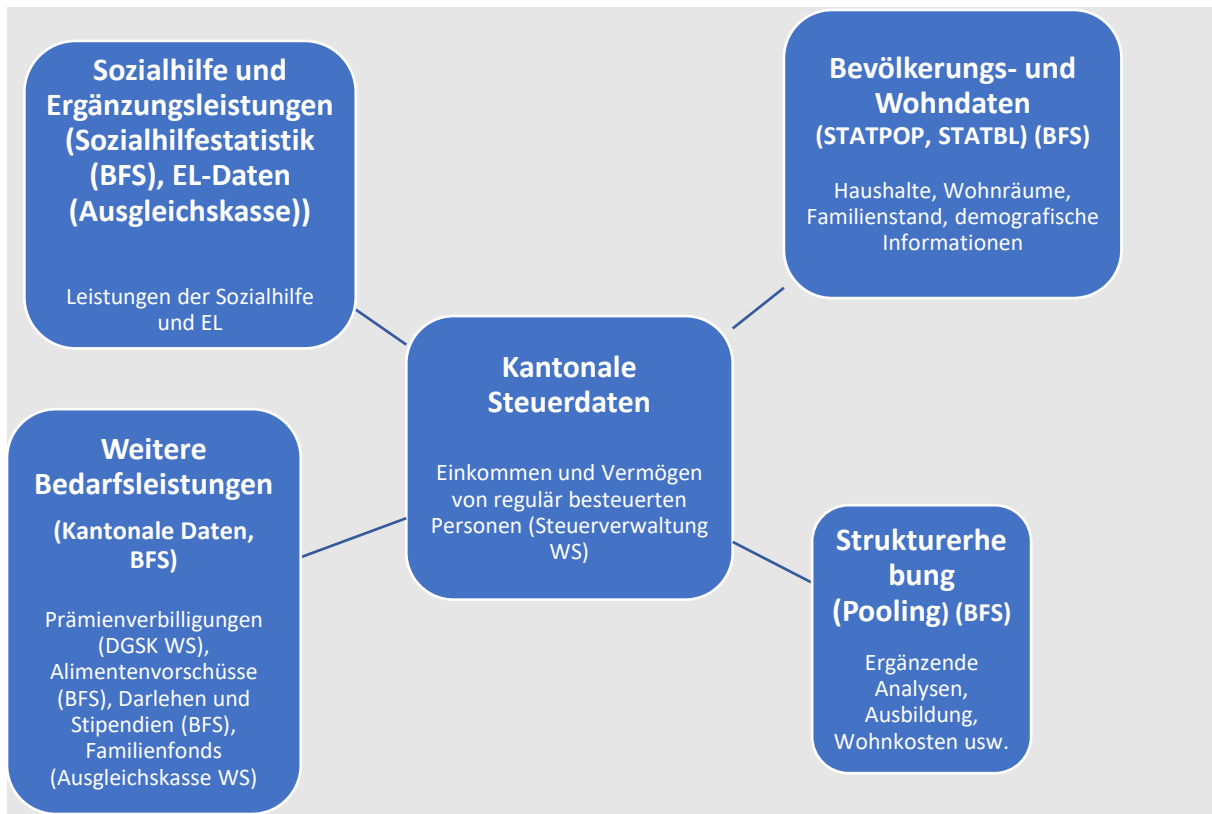 Sozialhilfe und
Ergänzungsleistungen
(Sozialhilfestatistik
(BFS), EL-Daten
(Ausgleichskasse))
Leistungen der Sozialhilfe
und EL
Bevölkerungs- und
Wohndaten
(STATPOP, STATBL) (BFS)
Haushalte, Wohnräume,
Familienstand, demografische
Informationen
Kantonale
Steuerdaten
Einkommen und Vermögen
von regulär besteuerten
Personen (Steuerverwaltung
WS)
Weitere
Bedarfsleistungen
(Kantonale Daten,
BFS)
Prämienverbilligungen
(DGSK WS),
Alimentenvorschüsse
(BFS), Darlehen und
Stipendien (BFS),
Familienfonds
(Ausgleichskasse WS)
Strukturerhe
bung
(Pooling) (BFS)
Ergänzende
Analysen,
Ausbildung,
Wohnkosten usw.